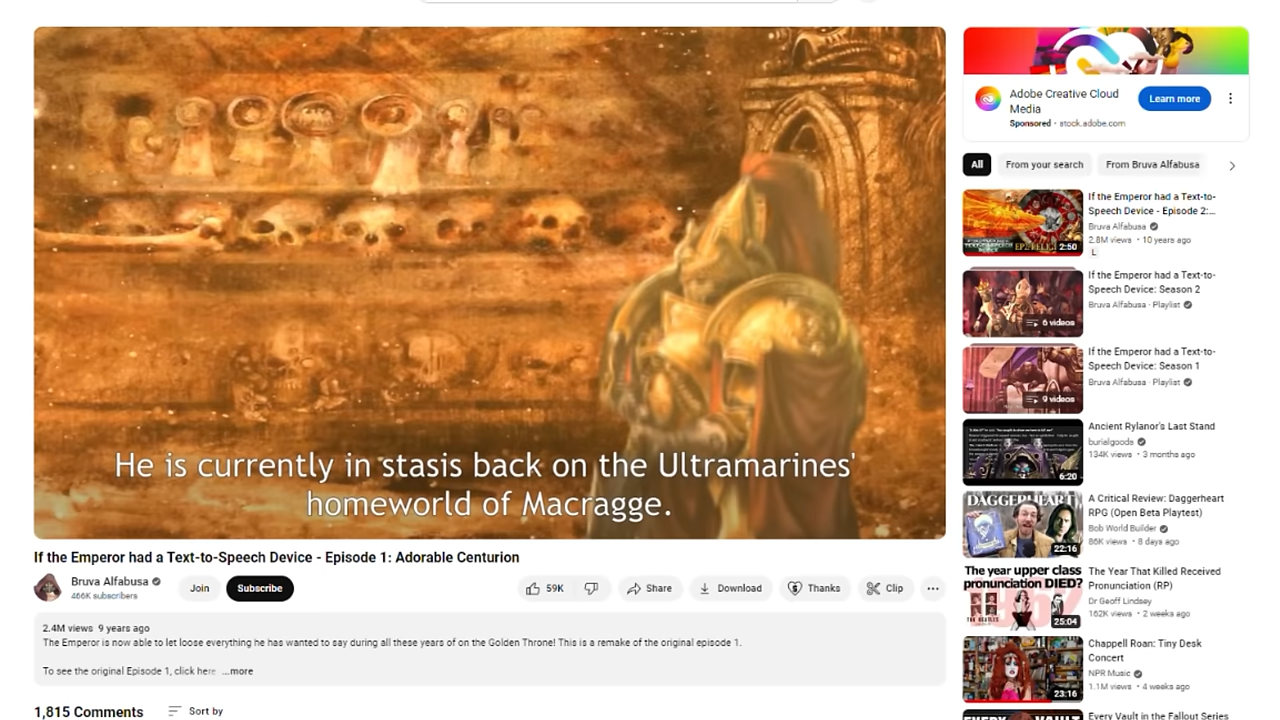 He is currently in stasis back on the Ultramarines'
homeworld of Macragge.
If the Emperor had a Text-to-Speech Device - Episode 1: Adorable Centurion
Bruva Alfabusa
466K subscribers
Join
Subscribe
59K
Share
Download
Thanks
Clip
2.4M views 9 years ago
The Emperor is now able to let loose everything he has wanted to say during all these years of on the Golden Throne! This is a remake of the original episode 1.
To see the original Episode 1, click here ...more
1,815 Comments
Sort by
Adobe Creative Cloud
Media
Sponsored · stock.adobe.com
Learn more
All
From your search
From Bruva Alfabusa
If the Emperor had a Text-to-
Speech Device - Episode 2:...
Bruva Alfabusa
2.8M views · 10 years ago
L
2:50
If the Emperor had a Text-to-
Speech Device: Season 2
Bruva Alfabusa · Playlist
6 videos
If the Emperor had a Text-to-
Speech Device: Season 1
Bruva Alfabusa · Playlist
9 videos
Ancient Rylanor's Last Stand
burialgoods
134K views · 3 months ago
6:20
DAGGERHEART
A Critical Review: Daggerheart
RPG (Open Beta Playtest)
Bob World Builder
86K views · 8 days ago
22:16
The year upper class
pronunciation DIED?
THE BEATLES
The Year That Killed Received
Pronunciation (RP)
Dr Geoff Lindsey
162K views · 2 weeks ago
25:04
Chappell Roan: Tiny Desk
Concert
NPR Music
1.1M views · 4 weeks ago
23:16
Every Vault in the Fallout Series